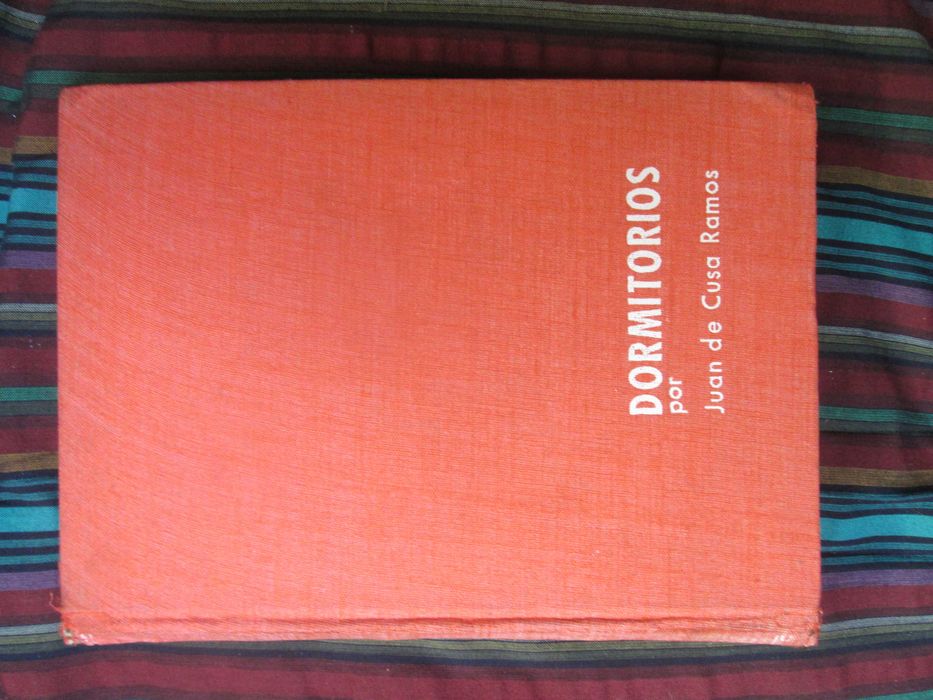 DORMITORIOS
por
Juan de Cusa Ramos